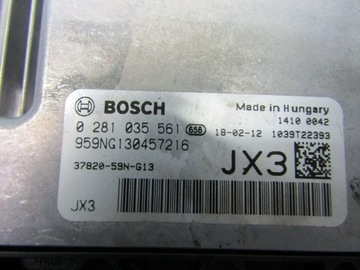 BOSCH
Made in Hungary
1410 0042
0 281 035 561 656 18-02-12 1039T22393
959NG130457216
37820-59N-G13
JX3
JX3